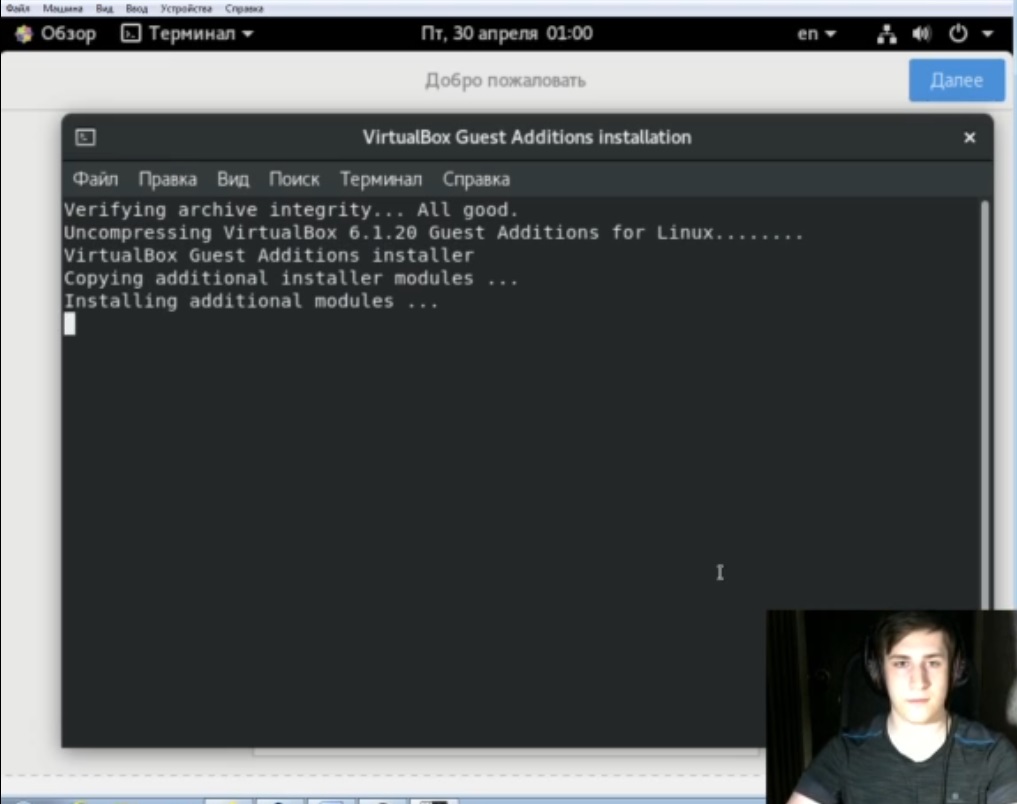 Файл Машина Вид Ввод Устройства Справка
Обзор Терминал Пт, 30 апреля 01:00 en
Добро пожаловать Далее
VirtualBox Guest Additions installation
Файл Правка Вид Поиск Терминал Справка
Verifying archive integrity... All good.
Uncompressing VirtualBox 6.1.20 Guest Additions for Linux........
VirtualBox Guest Additions installer
Copying additional installer modules ...
Installing additional modules ...